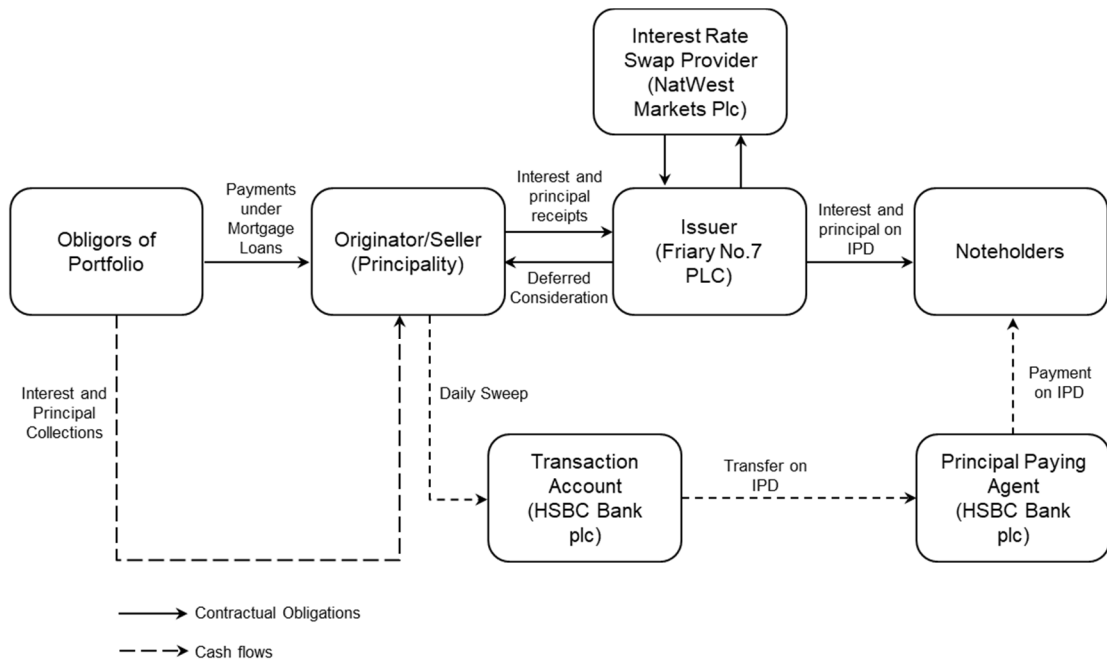 Interest Rate
Swap Provider
(NatWest
Markets Plc)
Obligors of
Portfolio
Payments
under
Mortgage
Loans
Originator/Seller
(Principality)
Interest and
principal
receipts
Deferred
Consideration
Issuer
(Friary No.7
PLC)
Interest and
principal on
IPD
Noteholders
Interest and
Principal
Collections
Daily Sweep
Transaction
Account
(HSBC Bank
plc)
Transfer on
IPD
Principal Paying
Agent
(HSBC Bank
plc)
Payment
on IPD
Contractual Obligations
Cash flows